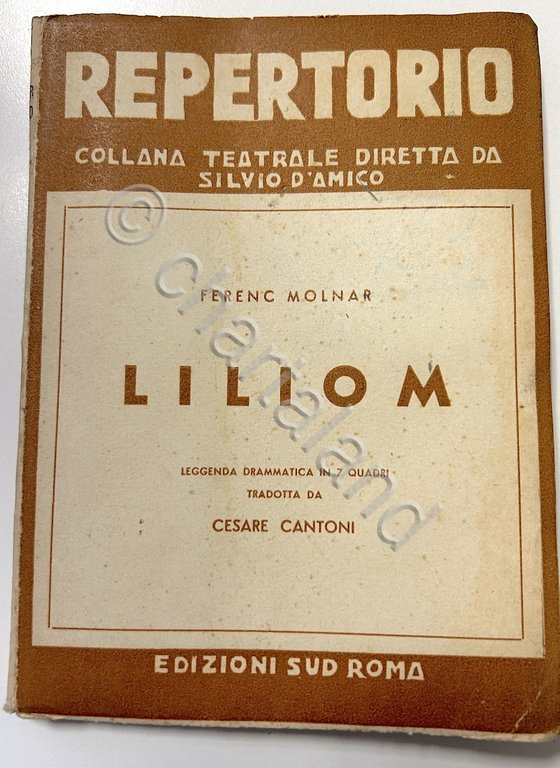 REPERTORIO
COLLANA TEATRALE DIRETTA DA
SILVIO D'AMICO
FERENC MOLNAR
LILIOM
LEGGENDA DRAMMATICA IN 7 QUADRI
TRADOTTA DA
CESARE CANTONI
EDIZIONI SUD ROMA
© chartaland